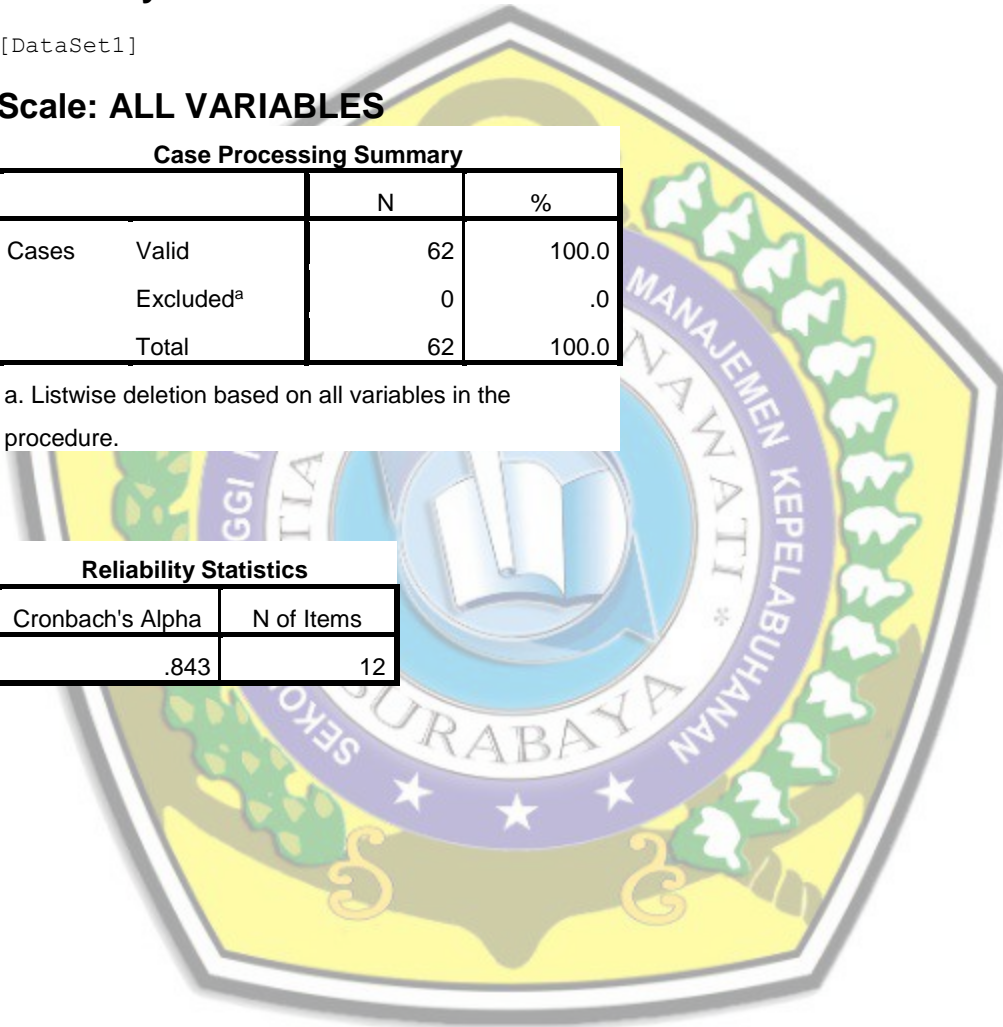 [DataSet1]
Scale: ALL VARIABLES
Case Processing Summary
N %
Cases Valid 62 100.0
Excludedᵃ 0 .0
Total 62 100.0
a. Listwise deletion based on all variables in the
procedure.
Reliability Statistics
Cronbach's Alpha N of Items
.843 12
MANAJEMEN KEPELABUHANAN
SURABAYA